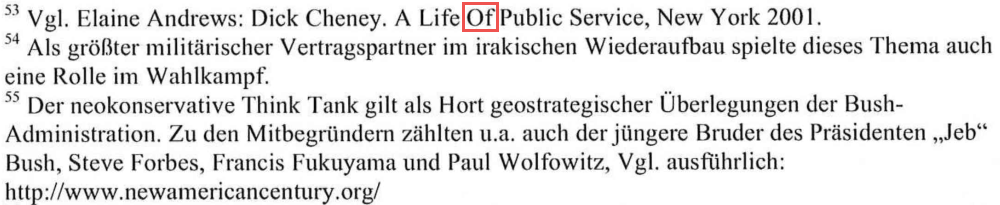 53 Vgl. Elaine Andrews: Dick Cheney. A Life Of Public Service, New York 2001.
54 Als größter militärischer Vertragspartner im irakischen Wiederaufbau spielte dieses Thema auch
eine Rolle im Wahlkampf.
55 Der neokonservative Think Tank gilt als Hort geostrategischer Überlegungen der Bush-
Administration. Zu den Mitbegründern zählten u.a. auch der jüngere Bruder des Präsidenten „Jeb“
Bush, Steve Forbes, Francis Fukuyama und Paul Wolfowitz, Vgl. ausführlich:
http://www.newamericancentury.org/